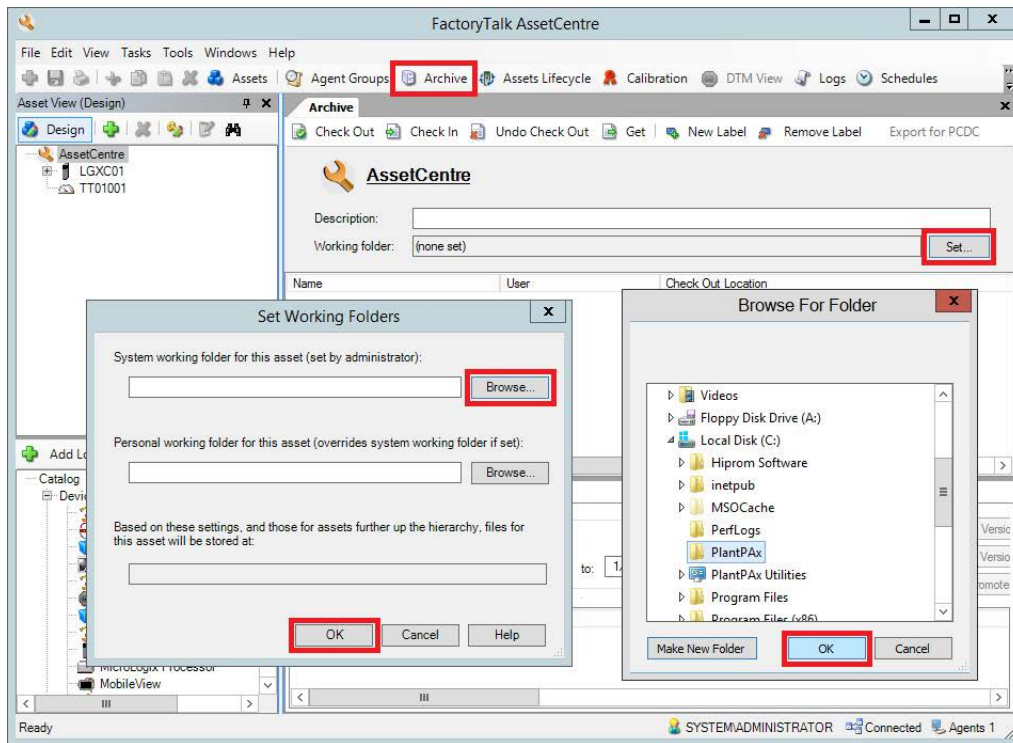 FactoryTalk AssetCentre
File Edit View Tasks Tools Windows Help
Assets Agent Groups Archive Assets Lifecycle Calibration DTM View Logs Schedules
Asset View (Design)
Archive
Design
Check Out Check In Undo Check Out Get New Label Remove Label Export for PCDC
AssetCentre
LGXC01
TT01001
AssetCentre
Description:
Working folder: (none set) Set...
Name User Check Out Location
Set Working Folders
System working folder for this asset (set by administrator):
Browse...
Personal working folder for this asset (overrides system working folder if set):
Browse...
Based on these settings, and those for assets further up the hierarchy, files for
this asset will be stored at:
OK Cancel Help
Browse For Folder
Videos
Floppy Disk Drive (A:)
Local Disk (C:)
Hiprom Software
inetpub
MSOCache
PerfLogs
PlantPAx
PlantPAx Utilities
Program Files
Program Files (x86)
Make New Folder OK Cancel
Catalog
to:
MicroLogix Processor
MobileView
Ready
SYSTEM\ADMINISTRATOR Connected Agents 1